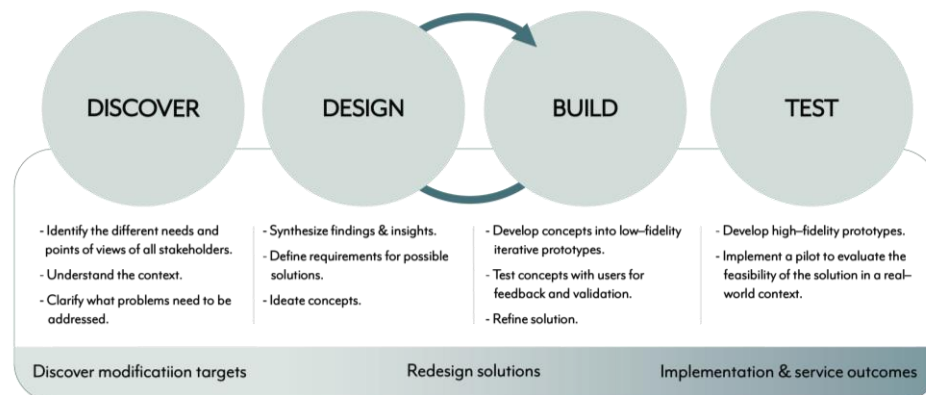 DISCOVER
DESIGN
BUILD
TEST
- Identify the different needs and
points of views of all stakeholders.
- Understand the context.
- Clarify what problems need to be
addressed.
- Synthesize findings & insights.
- Define requirements for possible
solutions.
- Ideate concepts.
- Develop concepts into low–fidelity
iterative prototypes.
- Test concepts with users for
feedback and validation.
- Refine solution.
- Develop high–fidelity prototypes.
- Implement a pilot to evaluate the
feasibility of the solution in a real–
world context.
Discover modificatiion targets
Redesign solutions
Implementation & service outcomes